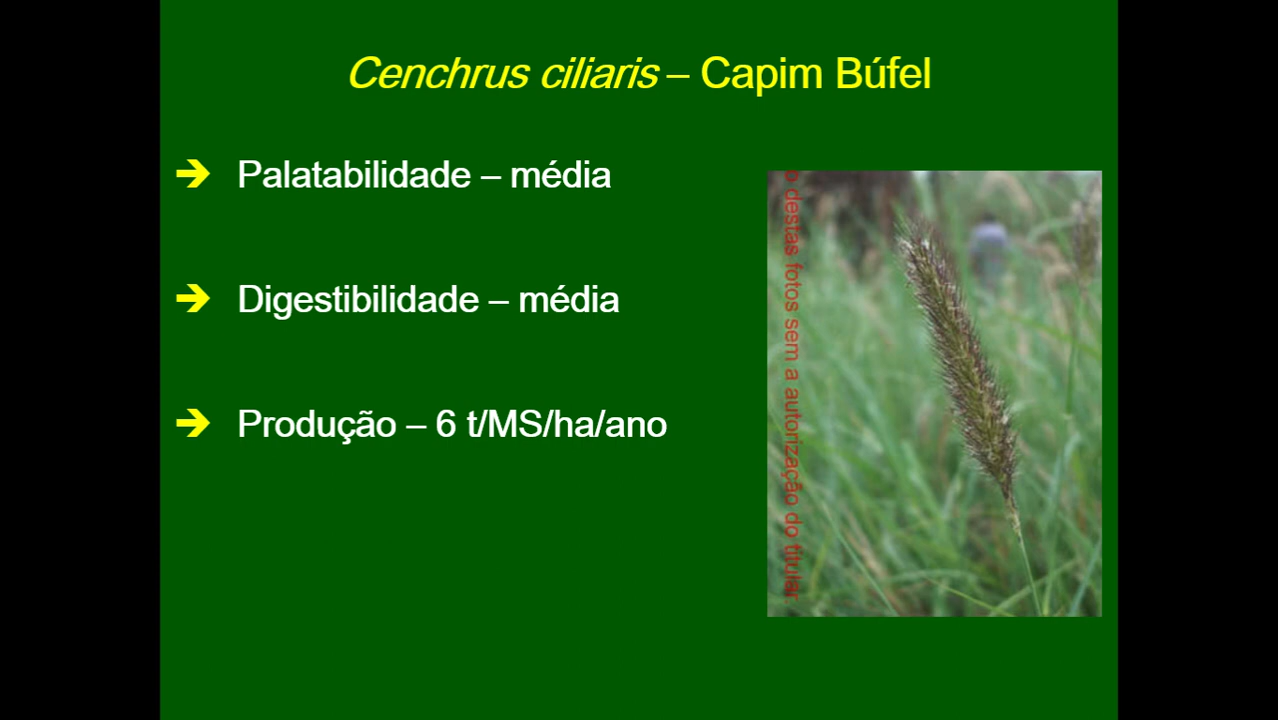 Cenchrus ciliaris – Capim Búfel
➔ Palatabilidade – média
➔ Digestibilidade – média
➔ Produção – 6 t/MS/ha/ano
o destas fotos sem a autorização do titular.